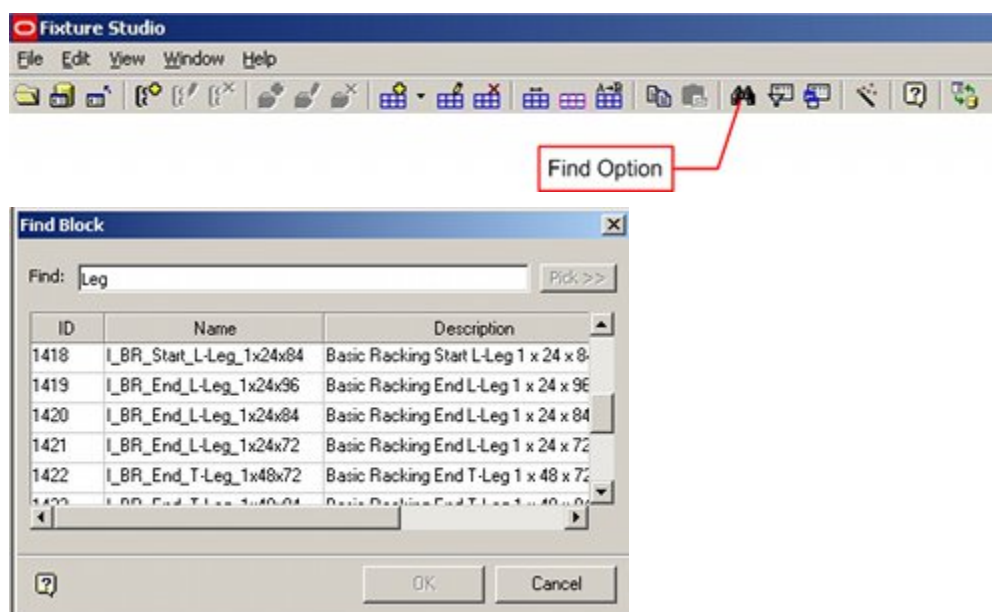 Fixture Studio
File Edit View Window Help
Find Option
Find Block
Find: Leg Pick >>
ID Name Description
1418 I_BR_Start_L-Leg_1x24x84 Basic Racking Start L-Leg 1 x 24 x 8
1419 I_BR_End_L-Leg_1x24x96 Basic Racking End L-Leg 1 x 24 x 96
1420 I_BR_End_L-Leg_1x24x84 Basic Racking End L-Leg 1 x 24 x 84
1421 I_BR_End_L-Leg_1x24x72 Basic Racking End L-Leg 1 x 24 x 72
1422 I_BR_End_T-Leg_1x48x72 Basic Racking End T-Leg 1 x 48 x 72
OK Cancel